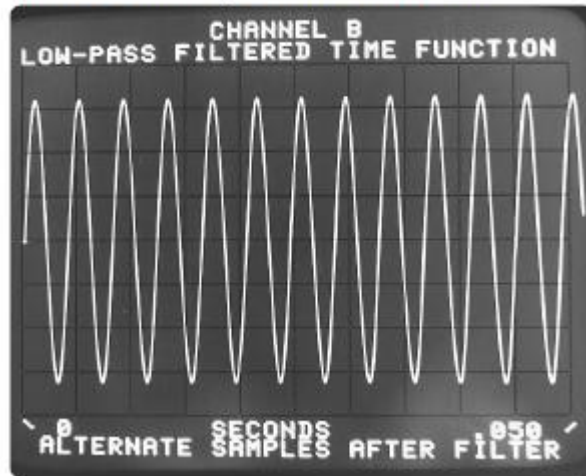 CHANNEL B
LOW-PASS FILTERED TIME FUNCTION
0 SECONDS .050
ALTERNATE SAMPLES AFTER FILTER